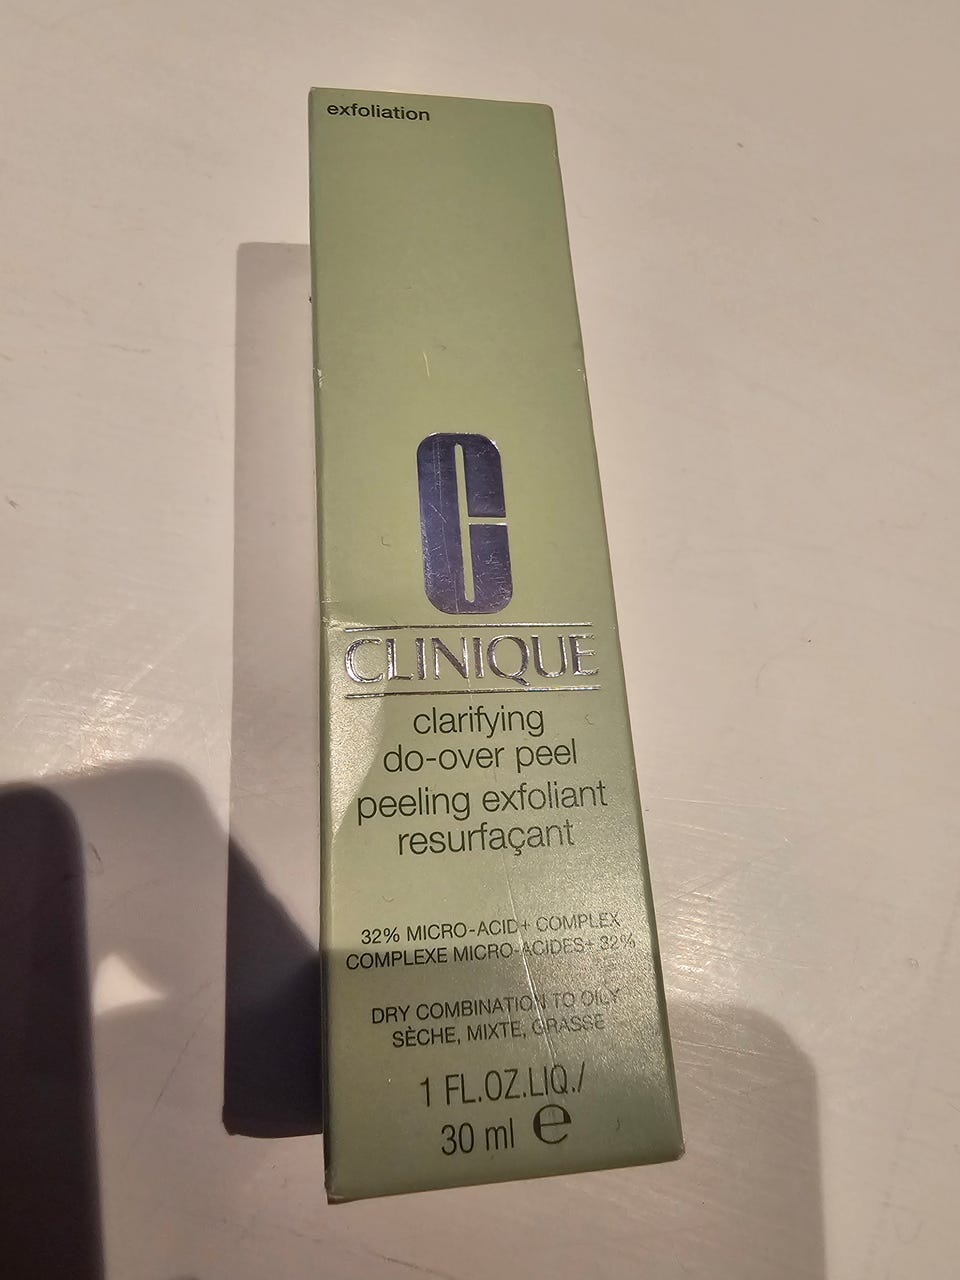 exfoliation
C
CLINIQUE
clarifying
do-over peel
peeling exfoliant
resurfaçant
32% MICRO-ACID+ COMPLEX
COMPLEXE MICRO-ACIDES+ 32%
DRY COMBINATION TO OILY
SÈCHE, MIXTE, GRASSE
1 FL.OZ.LIQ./
30 ml ℮